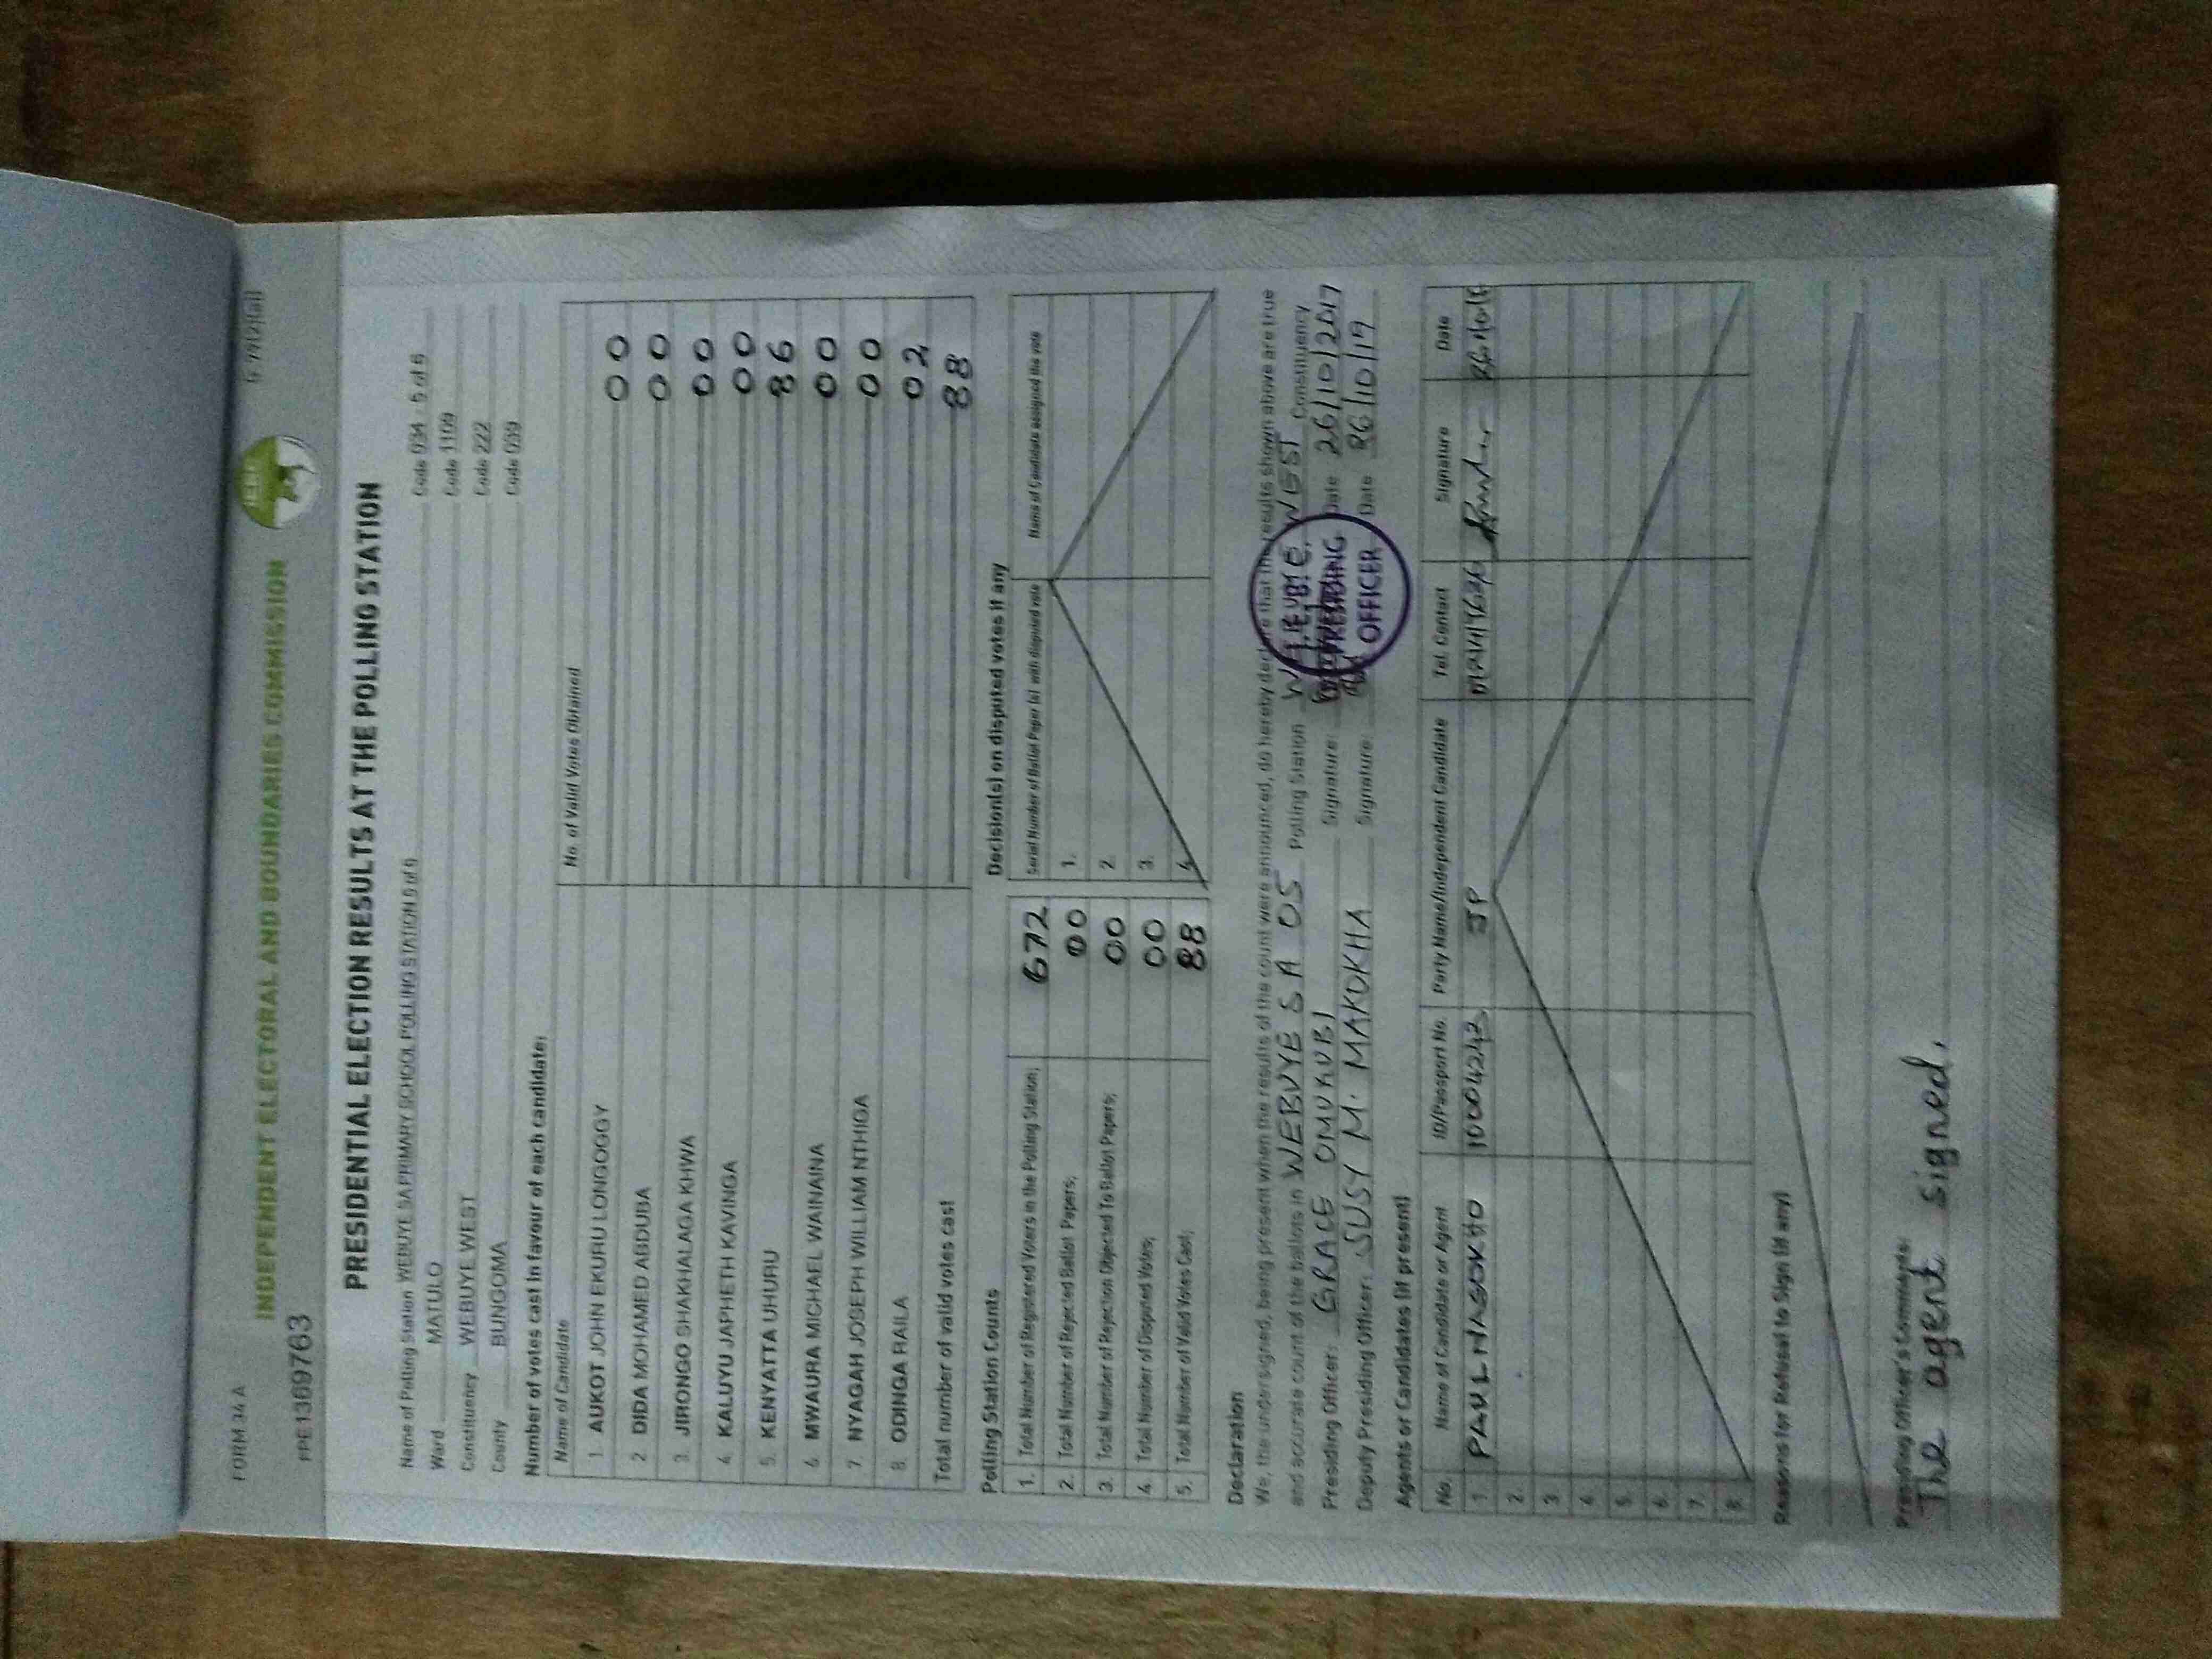 FORM 34 A
INDEPENDENT ELECTORAL AND BOUNDARIES COMMISSION
IEBC
PPE1369763
PRESIDENTIAL ELECTION RESULTS AT THE POLLING STATION
Name of Polling Station WEBUYE SA PRIMARY SCHOOL POLLING STATION 5 of 6 Code 034 5 of 6
Ward MATULO Code 1109
Constituency WEBUYE WEST Code 222
County BUNGOMA Code 039
Number of votes cast in favour of each candidate;
Name of Candidate No. of Valid Votes Obtained
1. AUKOT JOHN EKURU LONGOGGY 00
2 DIDA MOHAMED ABDUBA 00
3. JIRONGO SHAKHALAGA KHWA 00
4. KALUYU JAPHETH KAVINGA 00
5. KENYATTA UHURU 86
6. MWAURA MICHAEL WAINAINA 00
7. NYAGAH JOSEPH WILLIAM NTHIGA 00
8. ODINGA RAILA 02
Total number of valid votes cast 88
Polling Station Counts
1. Total Number of Registered Voters in the Polling Station; 672
2. Total Number of Rejected Ballot Papers; 00
3. Total Number of Rejection Objected To Ballot Papers; 00
4. Total Number of Disputed Votes; 00
5. Total Number of Valid Votes Cast; 88
Decision(s) on disputed votes if any
Serial Number of Ballot Paper (s) with disputed vote Name of Candidate assigned the vote
1.
2.
3.
4.
Declaration
We, the undersigned, being present when the results of the count were announced, do hereby declare that the results shown above are true
and accurate count of the ballots in WEBUYE S A 05 Polling Station WEBUYE WEST Constituency
Presiding Officer: GRACE OMUKUBI Signature: Date 26/10/2017
Deputy Presiding Officer: SUSY M. MAKOKHA Signature: Date 26/10/17
PRESIDING
OFFICER
Agents or Candidates (if present)
No. Name of Candidate or Agent ID/Passport No. Party Name/Independent Candidate Tel. Contact Signature Date
1 PAUL NASOKHO 10004243 JP
2.
3
4.
5.
6.
7.
8.
Reasons for Refusal to Sign (if any)
Presiding Officer's Comments:
The agent signed.